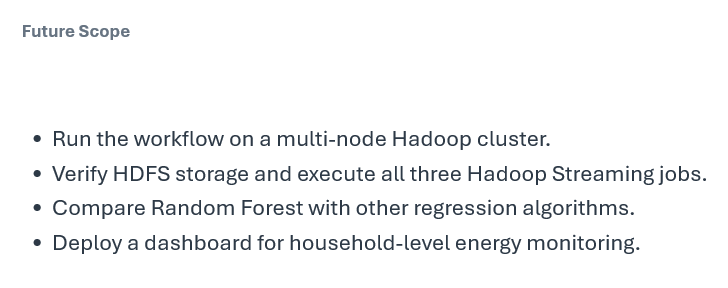 Future Scope
• Run the workflow on a multi-node Hadoop cluster.
• Verify HDFS storage and execute all three Hadoop Streaming jobs.
• Compare Random Forest with other regression algorithms.
• Deploy a dashboard for household-level energy monitoring.